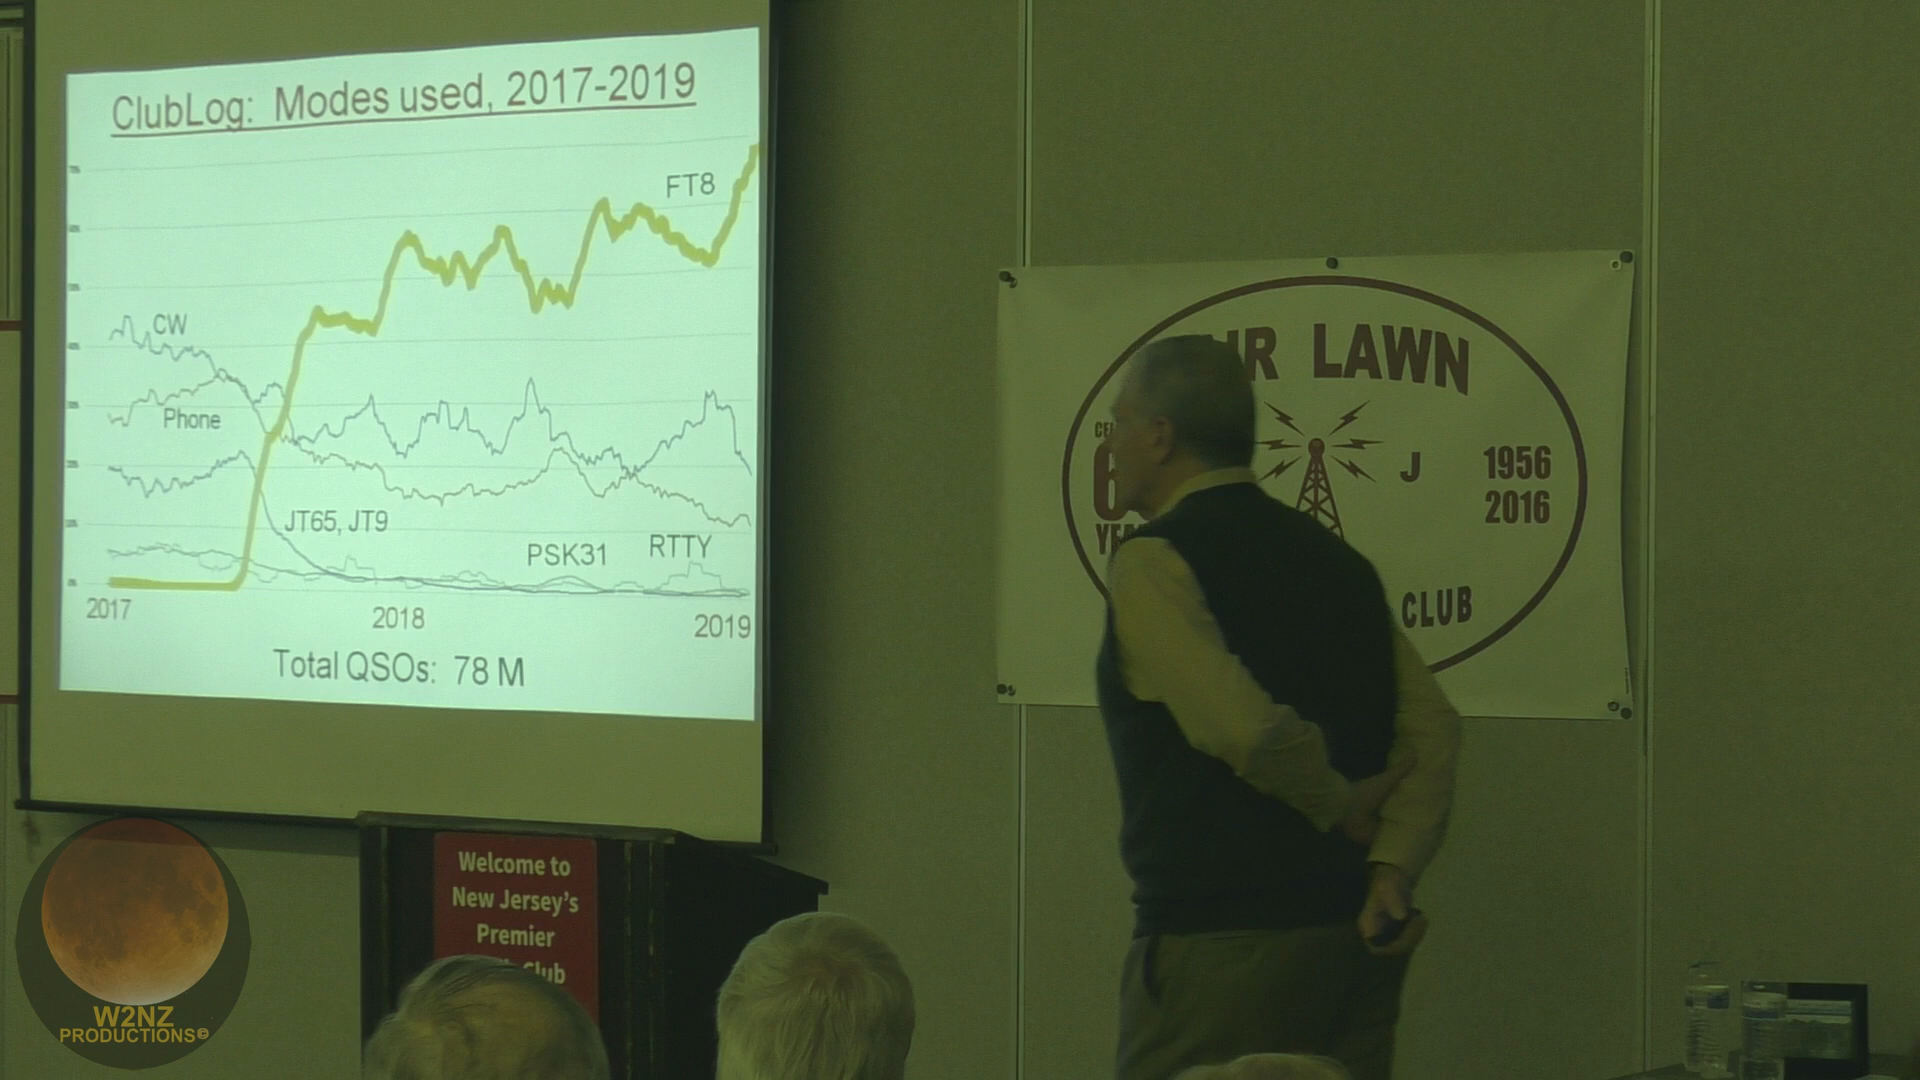 ClubLog: Modes used, 2017-2019
FT8
CW
Phone
JT65, JT9
PSK31
RTTY
2017
2018
2019
Total QSOs: 78 M
LAWN
J
1956
2016
CLUB
Welcome to
New Jersey's
Premier
W2NZ
PRODUCTIONS©